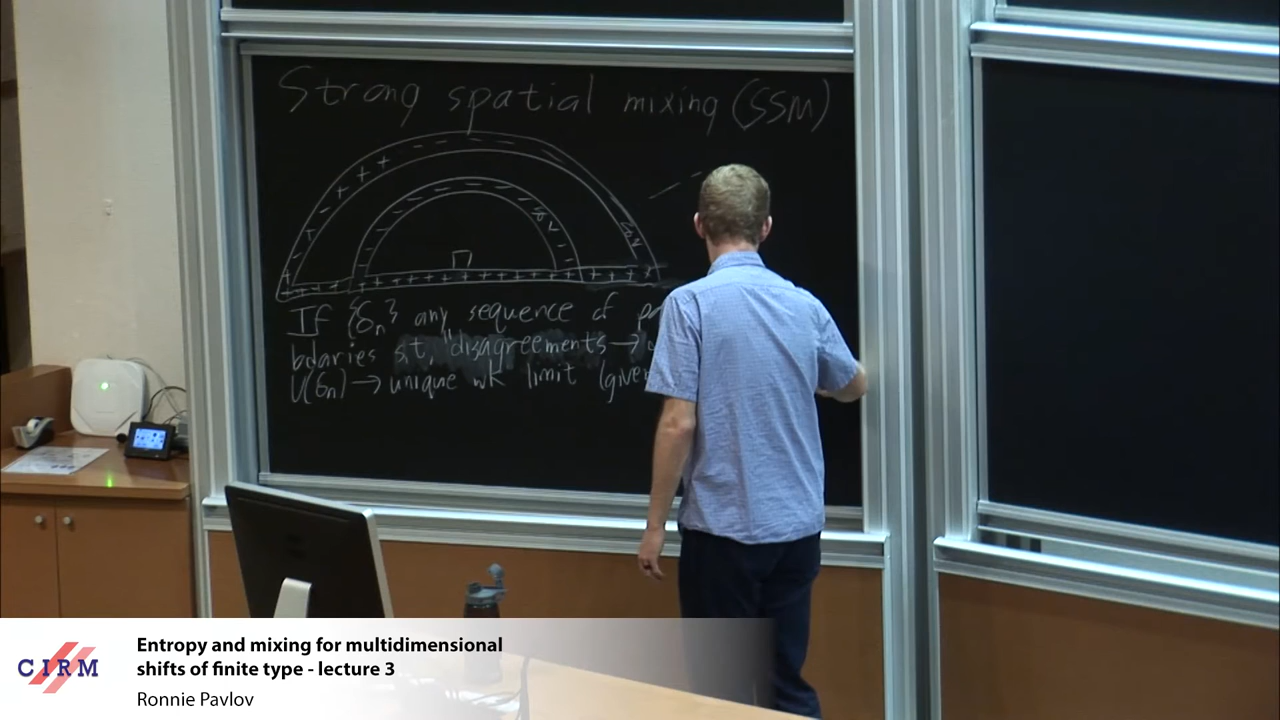 Strong spatial mixing (SSM)
If {δn} any sequence of
bdaries s.t. "disagreements →
U(δn) → unique wk limit (given
CIRM
Entropy and mixing for multidimensional
shifts of finite type - lecture 3
Ronnie Pavlov